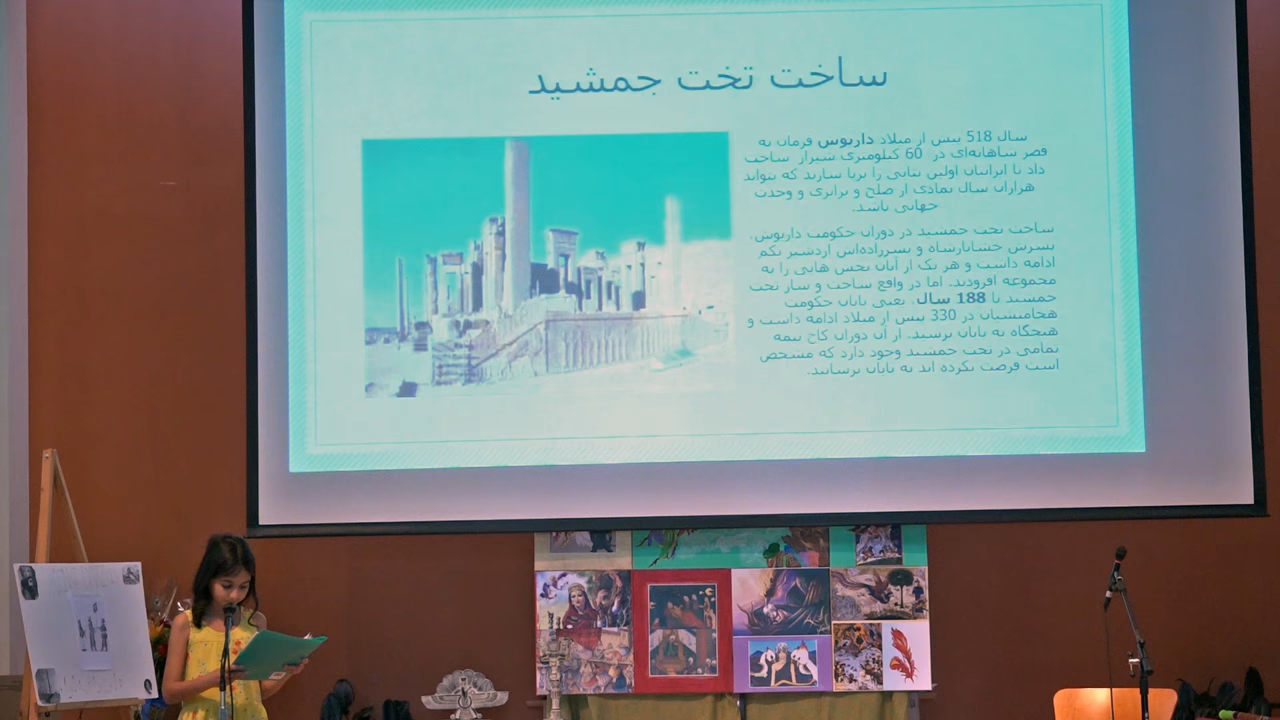 ساخت تخت جمشید
سال 518 پیش از میلاد داریوش فرمان به
قصر شاهانه‌ای در 60 کیلومتری شیراز ساخت
داد تا ایرانیان اولین بنایی را برپا سازند که بتواند
هزاران سال نمادی از صلح و برابری و وحدت
جهانی باشد.
ساخت تخت جمشید در دوران حکومت داریوش،
پسرش خشایارشاه و پسرزاده‌اش اردشیر یکم
ادامه داشت و هر یک از آنان بخش هایی را به
مجموعه افزودند. اما در واقع ساخت و ساز تخت
جمشید تا 188 سال، یعنی پایان حکومت
هخامنشیان در 330 پیش از میلاد ادامه داشت و
هیچگاه به پایان نرسید. از آن دوران کاخ نیمه
تمامی در تخت جمشید وجود دارد که مشخص
است فرصت نکرده اند به پایان برسانند.